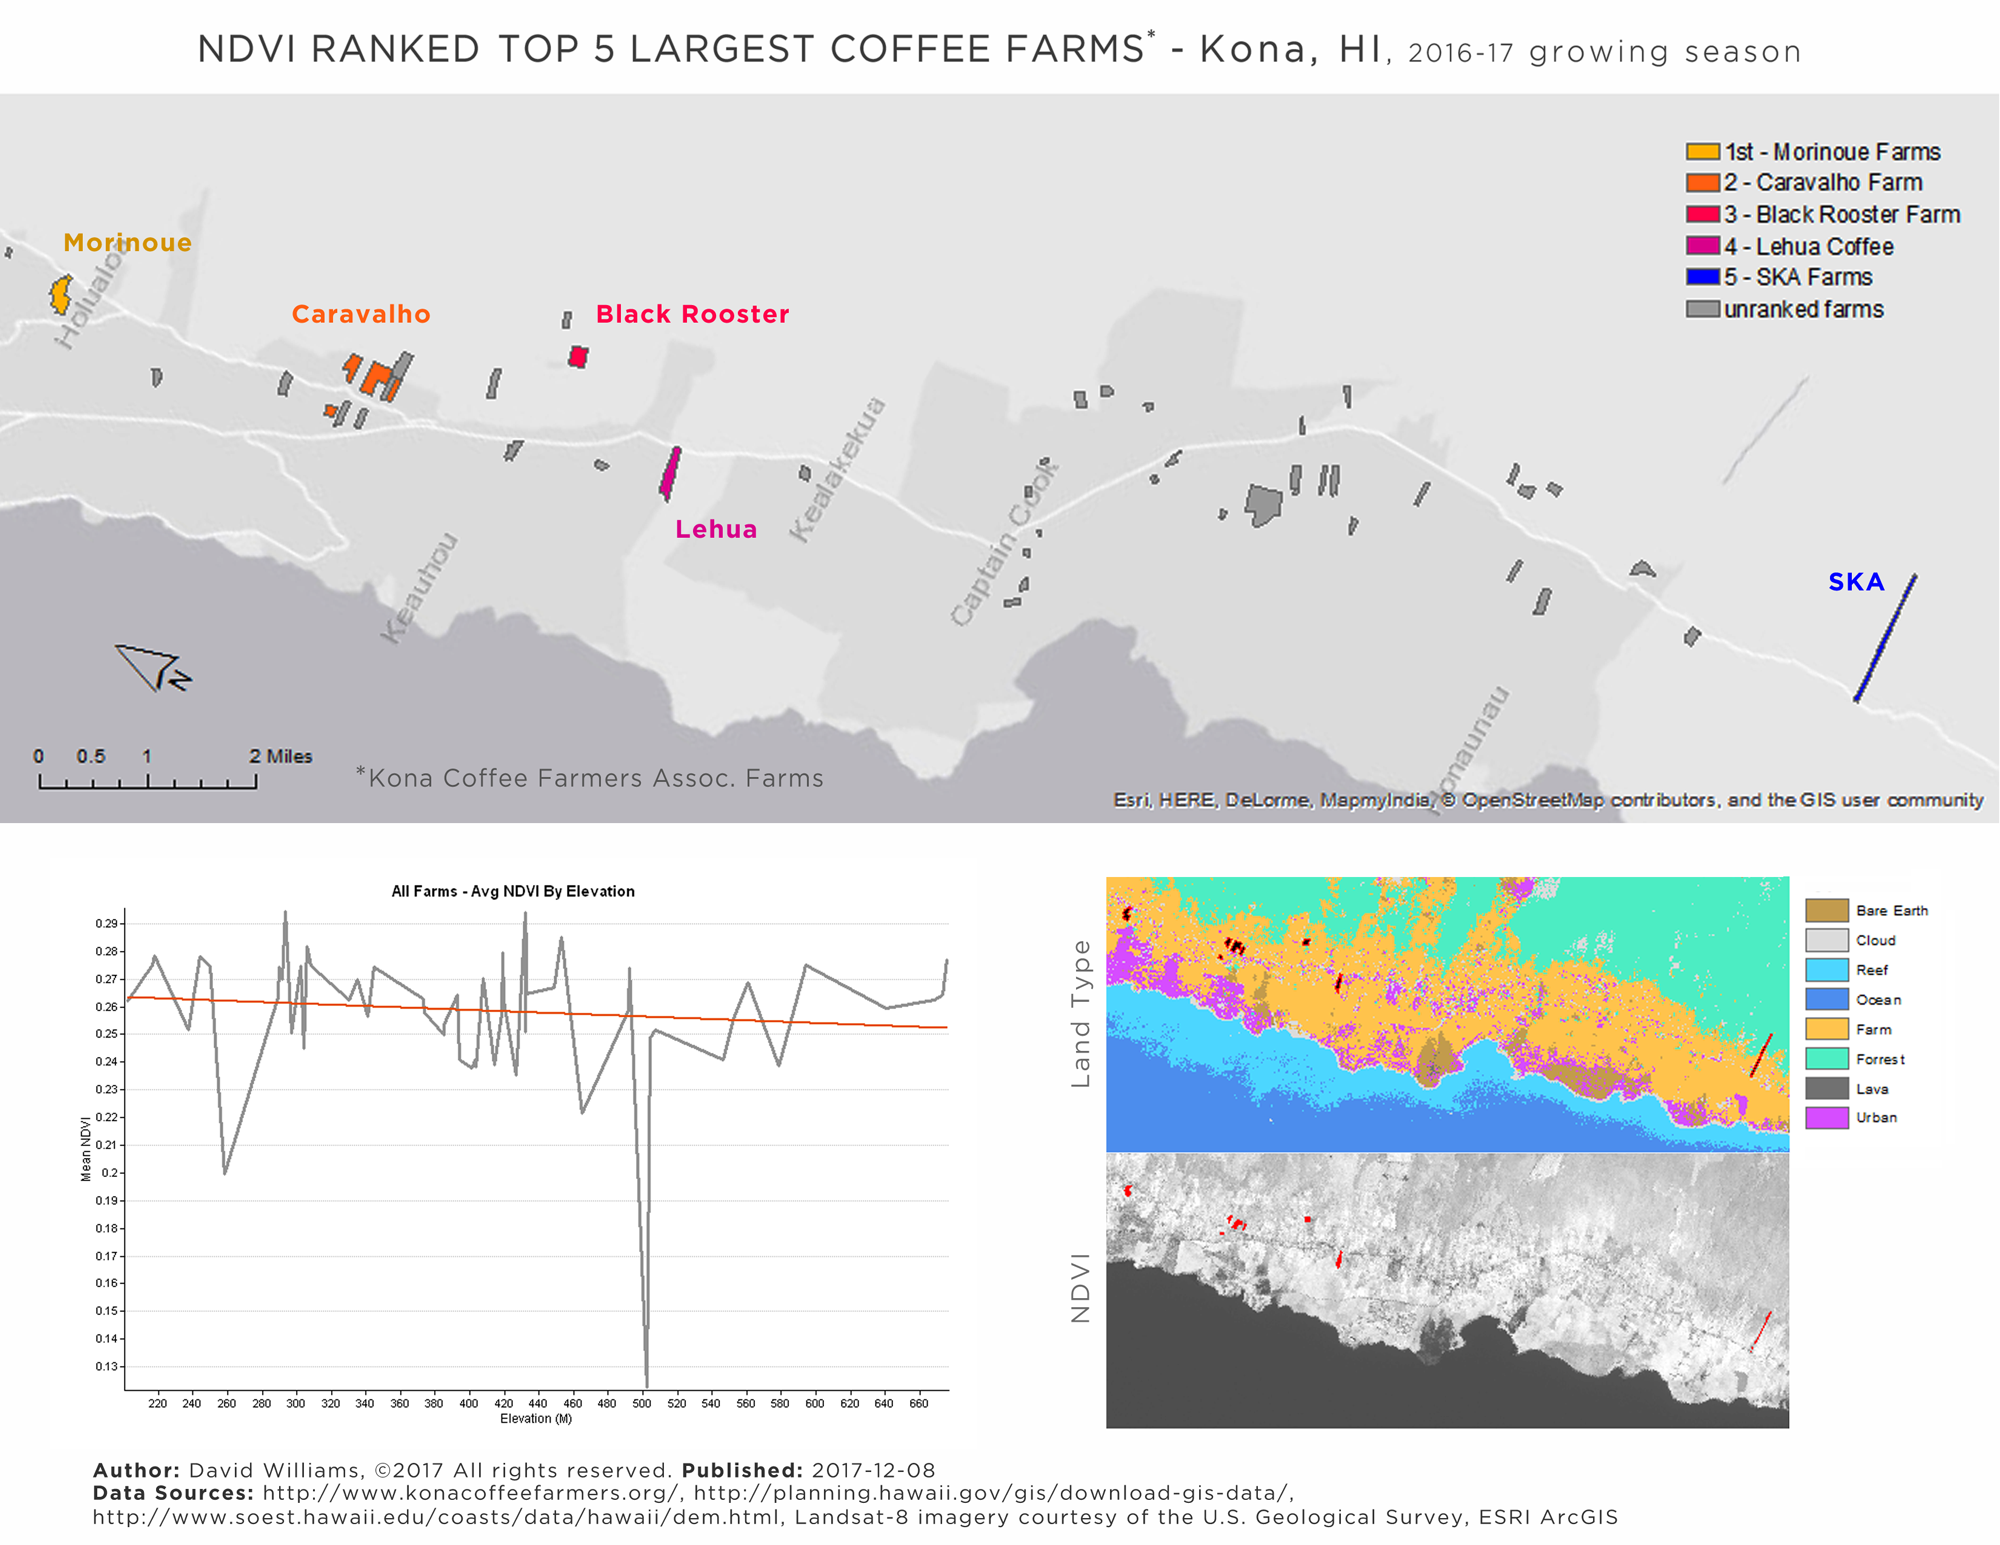 NDVI RANKED TOP 5 LARGEST COFFEE FARMS* - Kona, HI, 2016-17 growing season
1st - Morinoue Farms
2 - Caravalho Farm
3 - Black Rooster Farm
4 - Lehua Coffee
5 - SKA Farms
unranked farms
Morinoue
Holualoa
Caravalho
Black Rooster
Lehua
Kealakekua
Captain Cook
Keauhou
SKA
Honaunau
N
0 0.5 1 2 Miles
*Kona Coffee Farmers Assoc. Farms
Esri, HERE, DeLorme, MapmyIndia, © OpenStreetMap contributors, and the GIS user community
All Farms - Avg NDVI By Elevation
Mean NDVI
0.29
0.28
0.27
0.26
0.25
0.24
0.23
0.22
0.21
0.2
0.19
0.18
0.17
0.16
0.15
0.14
0.13
220 240 260 280 300 320 340 360 380 400 420 440 460 480 500 520 540 560 580 600 620 640 660
Elevation (M)
Land Type
NDVI
Bare Earth
Cloud
Reef
Ocean
Farm
Forrest
Lava
Urban
Author: David Williams, ©2017 All rights reserved. Published: 2017-12-08
Data Sources: http://www.konacoffeefarmers.org/, http://planning.hawaii.gov/gis/download-gis-data/,
http://www.soest.hawaii.edu/coasts/data/hawaii/dem.html, Landsat-8 imagery courtesy of the U.S. Geological Survey, ESRI ArcGIS